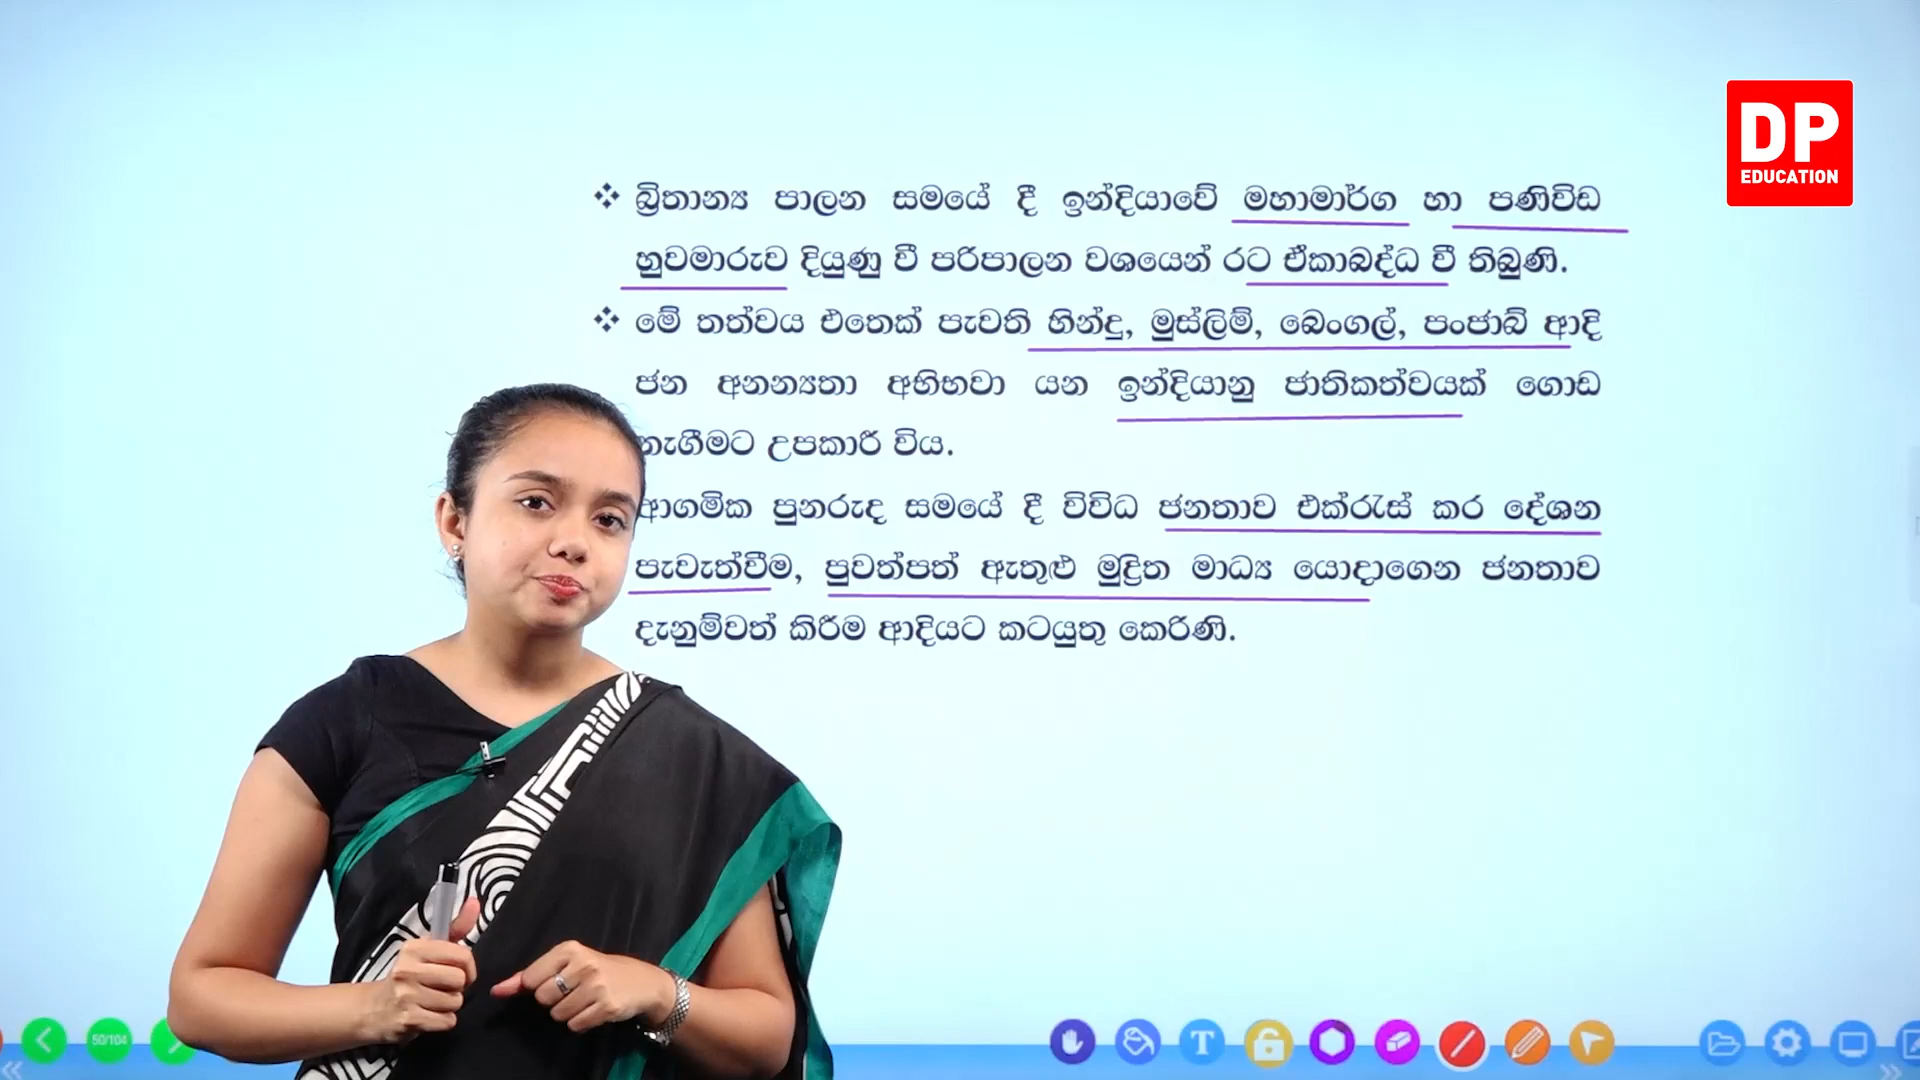 DP
EDUCATION
❖ බ්‍රිතාන්‍ය පාලන සමයේ දී ඉන්දියාවේ මහාමාර්ග හා පණිවිඩ
හුවමාරුව දියුණු වී පරිපාලන වශයෙන් රට ඒකාබද්ධ වී තිබුණි.
❖ මේ තත්වය එතෙක් පැවති හින්දු, මුස්ලිම්, බෙංගල්, පංජාබ් ආදි
ජන අනන්‍යතා අභිභවා යන ඉන්දියානු ජාතිකත්වයක් ගොඩ
නැගීමට උපකාරී විය.
ආගමික පුනරුද සමයේ දී විවිධ ජනතාව එක්රැස් කර දේශන
පැවැත්වීම, පුවත්පත් ඇතුළු මුද්‍රිත මාධ්‍ය යොදාගෙන ජනතාව
දැනුම්වත් කිරීම ආදියට කටයුතු කෙරිණි.
50/104
T